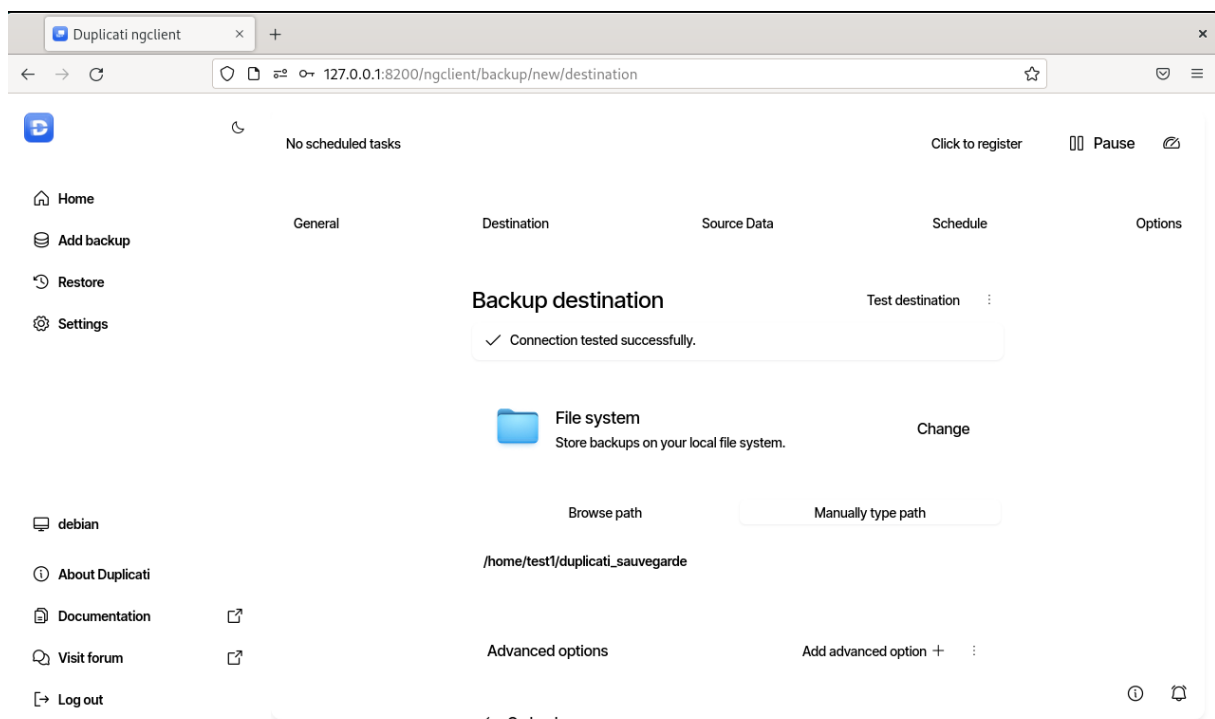 Duplicati ngclient
127.0.0.1:8200/ngclient/backup/new/destination
No scheduled tasks
Click to register
Pause
Home
Add backup
Restore
Settings
General
Destination
Source Data
Schedule
Options
Backup destination
Test destination
Connection tested successfully.
File system
Store backups on your local file system.
Change
Browse path
Manually type path
/home/test1/duplicati_sauvegarde
Advanced options
Add advanced option
debian
About Duplicati
Documentation
Visit forum
Log out